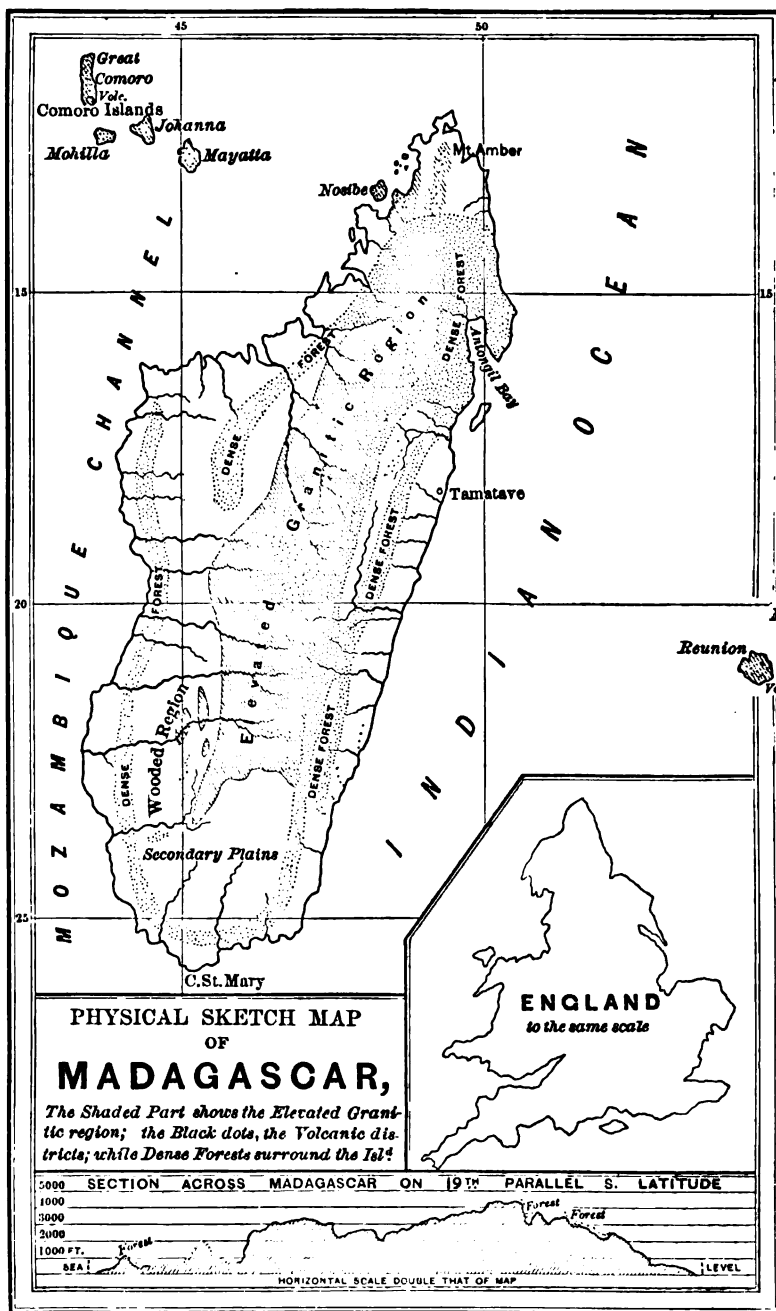 45
50
Great
Comoro
Volc.
Comoro Islands
Johanna
Mohilla
Mayatta
Mt. Amber
Nosibe
15
15
MOZAMBIQUE CHANNEL
INDIAN OCEAN
DENSE FOREST
DENSE FOREST
Antongil Bay
Elevated Granitic Region
Tamatave
DENSE FOREST
DENSE FOREST
20
Reunion
V
Wooded Region
DENSE FOREST
Secondary Plains
25
C. St. Mary
ENGLAND
to the same scale
PHYSICAL SKETCH MAP
OF
MADAGASCAR,
The Shaded Part shows the Elevated Grani-
tic region; the Black dots, the Volcanic dis-
tricts; while Dense Forests surround the Isld
SECTION ACROSS MADAGASCAR ON 19TH PARALLEL S. LATITUDE
5000
4000
3000
2000
1000 FT.
SEA
LEVEL
Forest
Forest
Forest
HORIZONTAL SCALE DOUBLE THAT OF MAP